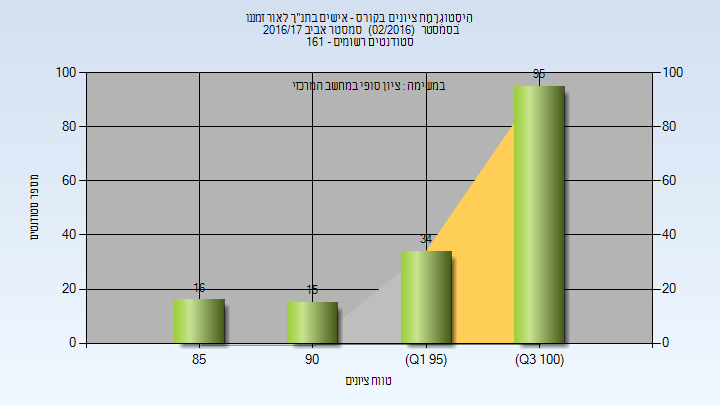 היסטוגרמת ציונים בקורס - אישים בתנ"ך לאור זמננו
בסמסטר (02/2016) סמסטר אביב 2016/17
סטודנטים רשומים - 161
במשימה : ציון סופי במחשב המרכזי
מספר סטודנטים
100 100
80 80
60 60
40 40
20 20
0 0
16 15 34 95
85 90 (Q1 95) (Q3 100)
טווח ציונים